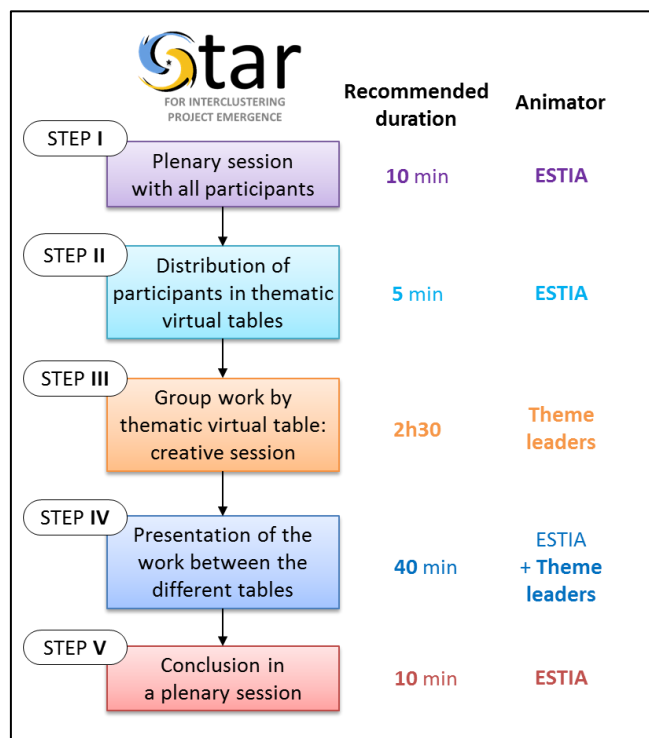 Star
FOR INTERCLUSTERING
PROJECT EMERGENCE
Recommended
duration
Animator
STEP I
Plenary session
with all participants
10 min
ESTIA
STEP II
Distribution of
participants in thematic
virtual tables
5 min
ESTIA
STEP III
Group work by
thematic virtual table:
creative session
2h30
Theme
leaders
STEP IV
Presentation of the
work between the
different tables
40 min
ESTIA
+ Theme
leaders
STEP V
Conclusion in
a plenary session
10 min
ESTIA